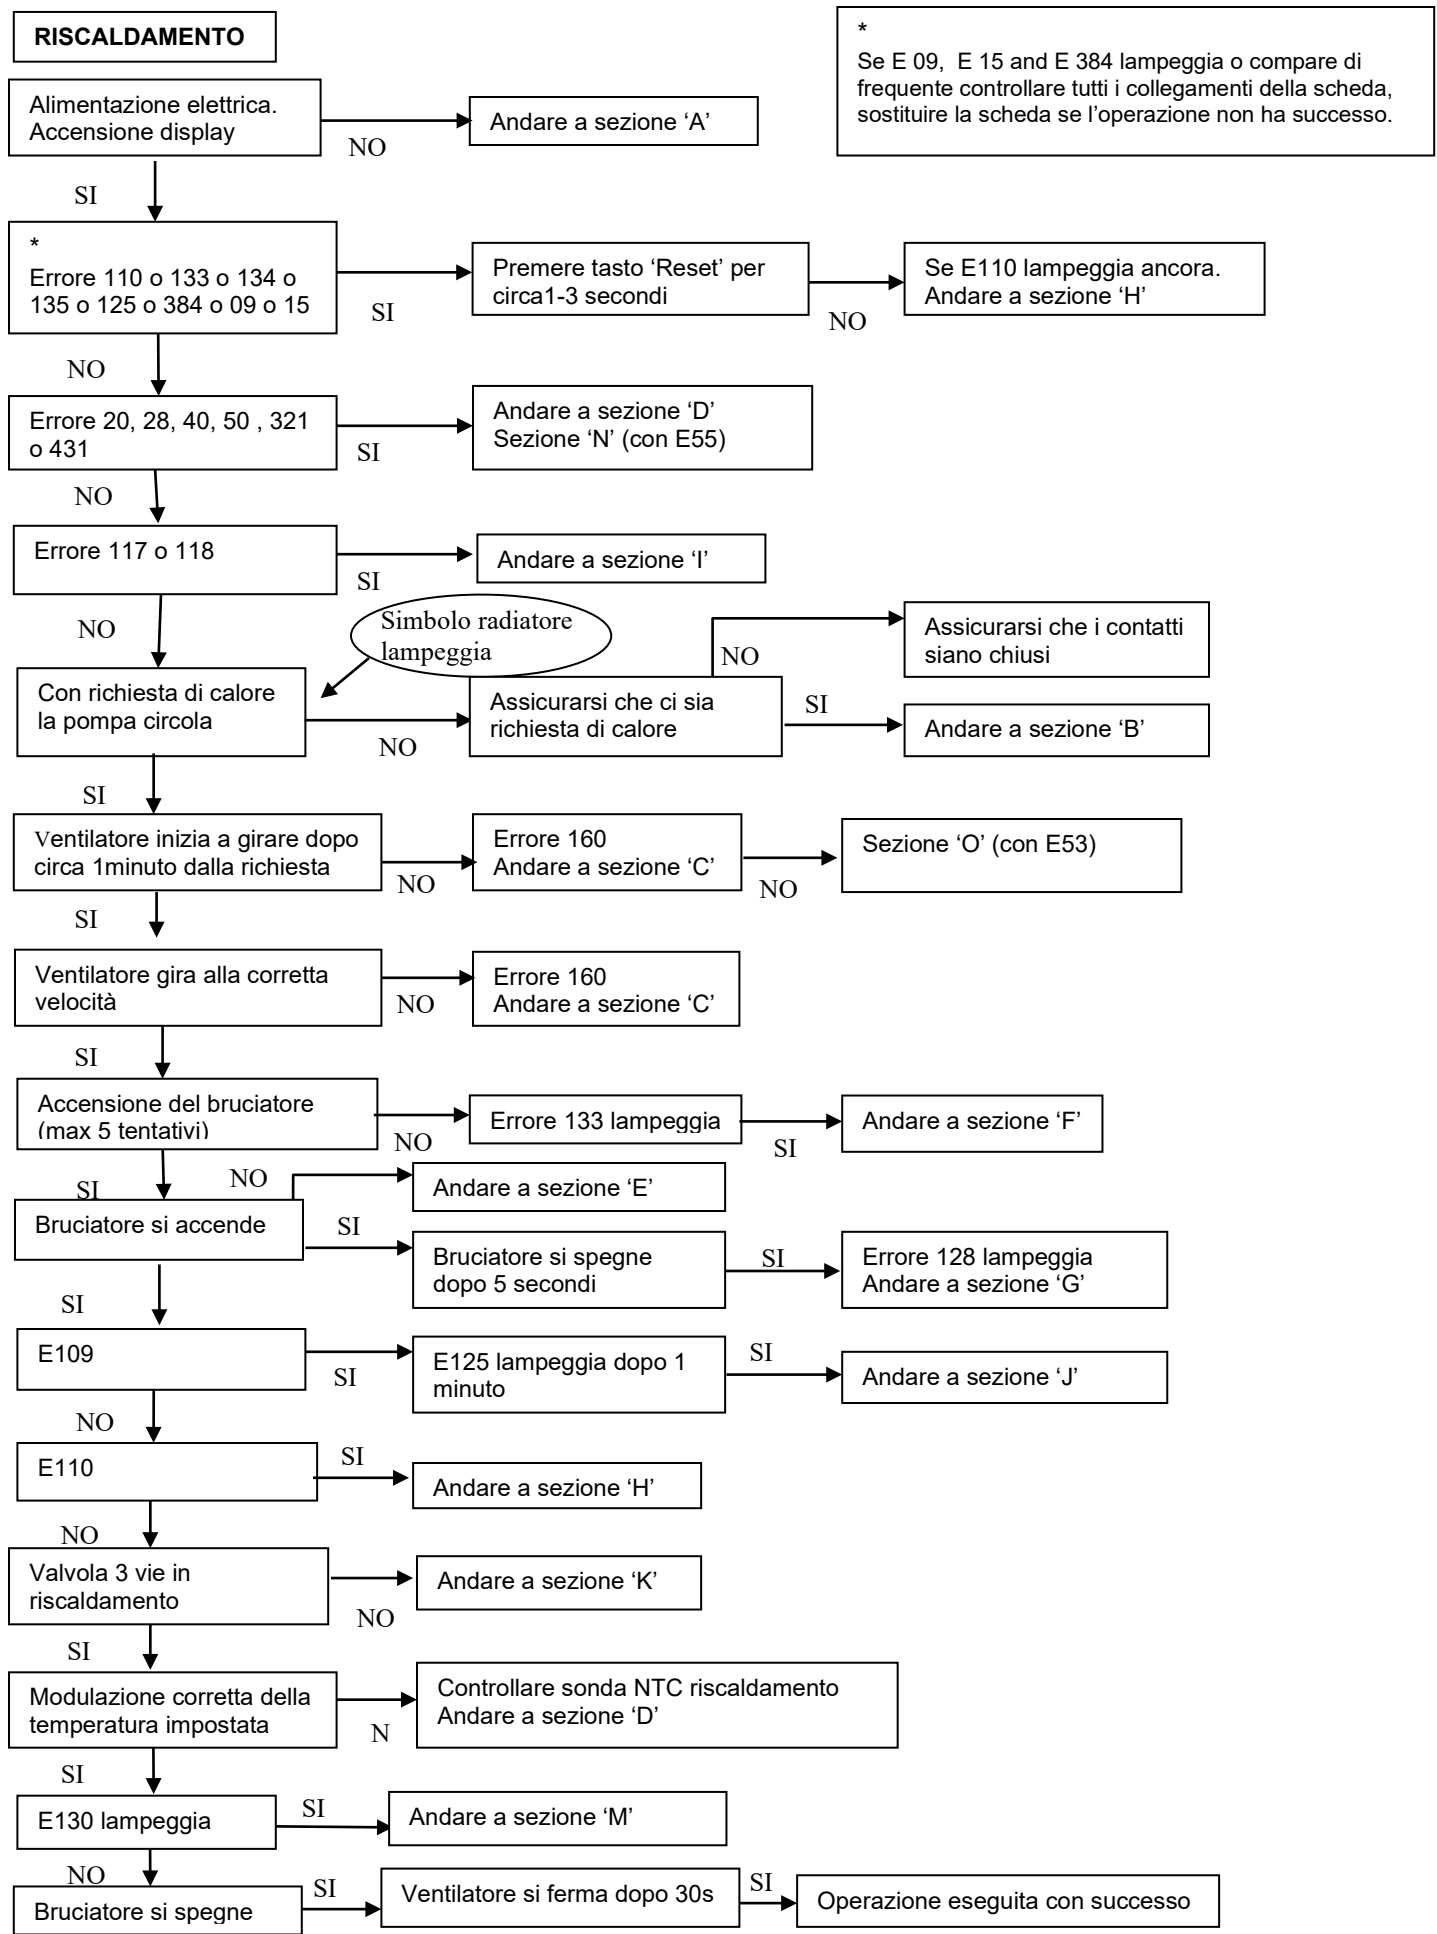 RISCALDAMENTO
*
Se E 09,  E 15 and E 384 lampeggia o compare di
frequente controllare tutti i collegamenti della scheda,
sostituire la scheda se l’operazione non ha successo.
Alimentazione elettrica.
Accensione display
NO
Andare a sezione ‘A’
SI
*
Errore 110 o 133 o 134 o
135 o 125 o 384 o 09 o 15
SI
Premere tasto ‘Reset’ per
circa1-3 secondi
NO
Se E110 lampeggia ancora.
Andare a sezione ‘H’
NO
Errore 20, 28, 40, 50 , 321
o 431
SI
Andare a sezione ‘D’
Sezione ‘N’ (con E55)
NO
Errore 117 o 118
SI
Andare a sezione ‘I’
NO
Simbolo radiatore
lampeggia
Con richiesta di calore
la pompa circola
NO
Assicurarsi che ci sia
richiesta di calore
NO
Assicurarsi che i contatti
siano chiusi
SI
Andare a sezione ‘B’
SI
Ventilatore inizia a girare dopo
circa 1minuto dalla richiesta
NO
Errore 160
Andare a sezione ‘C’
NO
Sezione ‘O’ (con E53)
SI
Ventilatore gira alla corretta
velocità
NO
Errore 160
Andare a sezione ‘C’
SI
Accensione del bruciatore
(max 5 tentativi)
NO
Errore 133 lampeggia
SI
Andare a sezione ‘F’
SI
NO
Andare a sezione ‘E’
Bruciatore si accende
SI
Bruciatore si spegne
dopo 5 secondi
SI
Errore 128 lampeggia
Andare a sezione ‘G’
SI
E109
SI
E125 lampeggia dopo 1
minuto
SI
Andare a sezione ‘J’
NO
E110
SI
Andare a sezione ‘H’
NO
Valvola 3 vie in
riscaldamento
NO
Andare a sezione ‘K’
SI
Modulazione corretta della
temperatura impostata
N
Controllare sonda NTC riscaldamento
Andare a sezione ‘D’
SI
E130 lampeggia
SI
Andare a sezione ‘M’
NO
Bruciatore si spegne
SI
Ventilatore si ferma dopo 30s
SI
Operazione eseguita con successo